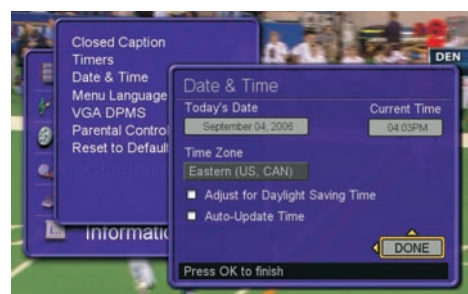 DEN
Closed Caption
Timers
Date & Time
Menu Language
VGA DPMS
Parental Control
Reset to Default
Informatio
Date & Time
Today's Date
Current Time
September 04, 2006
04:03PM
Time Zone
Eastern (US, CAN)
Adjust for Daylight Saving Time
Auto-Update Time
DONE
Press OK to finish